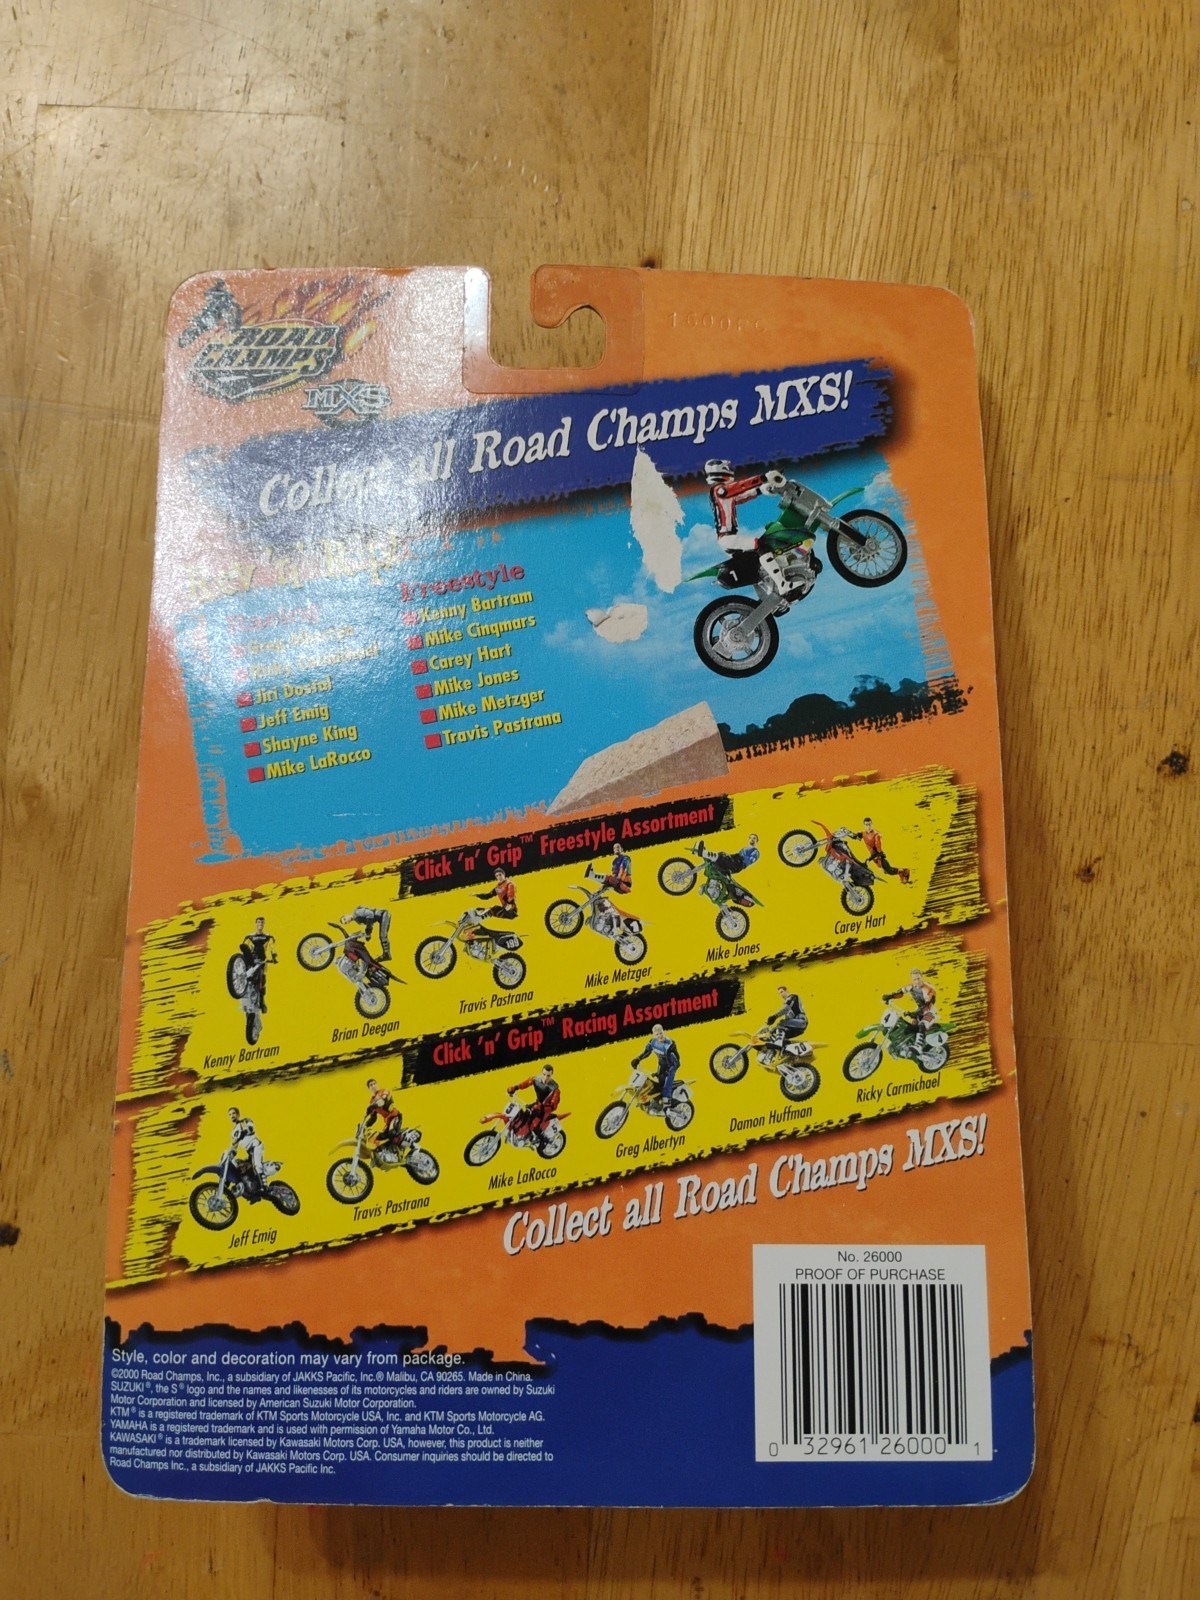 ROAD
CHAMPS
MXS
1600
Collect all Road Champs MXS!
Freestyle
Kenny Bartram
Mike Cinqmars
Carey Hart
Mike Jones
Mike Metzger
Travis Pastrana
Jiri Dostal
Jeff Emig
Shayne King
Mike LaRocco
1
Click 'n' Grip™ Freestyle Assortment
Kenny Bartram
Brian Deegan
199
Travis Pastrana
Mike Metzger
Mike Jones
Carey Hart
Click 'n' Grip™ Racing Assortment
Jeff Emig
Travis Pastrana
Mike LaRocco
Greg Albertyn
Damon Huffman
Ricky Carmichael
Collect all Road Champs MXS!
No. 26000
PROOF OF PURCHASE
0 32961 26000 1
Style, color and decoration may vary from package.
©2000 Road Champs, Inc., a subsidiary of JAKKS Pacific, Inc.® Malibu, CA 90265. Made in China.
SUZUKI®, the S® logo and the names and likenesses of its motorcycles and riders are owned by Suzuki
Motor Corporation and licensed by American Suzuki Motor Corporation.
KTM® is a registered trademark of KTM Sports Motorcycle USA, Inc. and KTM Sports Motorcycle AG.
YAMAHA is a registered trademark and is used with permission of Yamaha Motor Co., Ltd.
KAWASAKI® is a trademark licensed by Kawasaki Motors Corp. USA, however, this product is neither
manufactured nor distributed by Kawasaki Motors Corp. USA. Consumer inquiries should be directed to
Road Champs Inc., a subsidiary of JAKKS Pacific Inc.